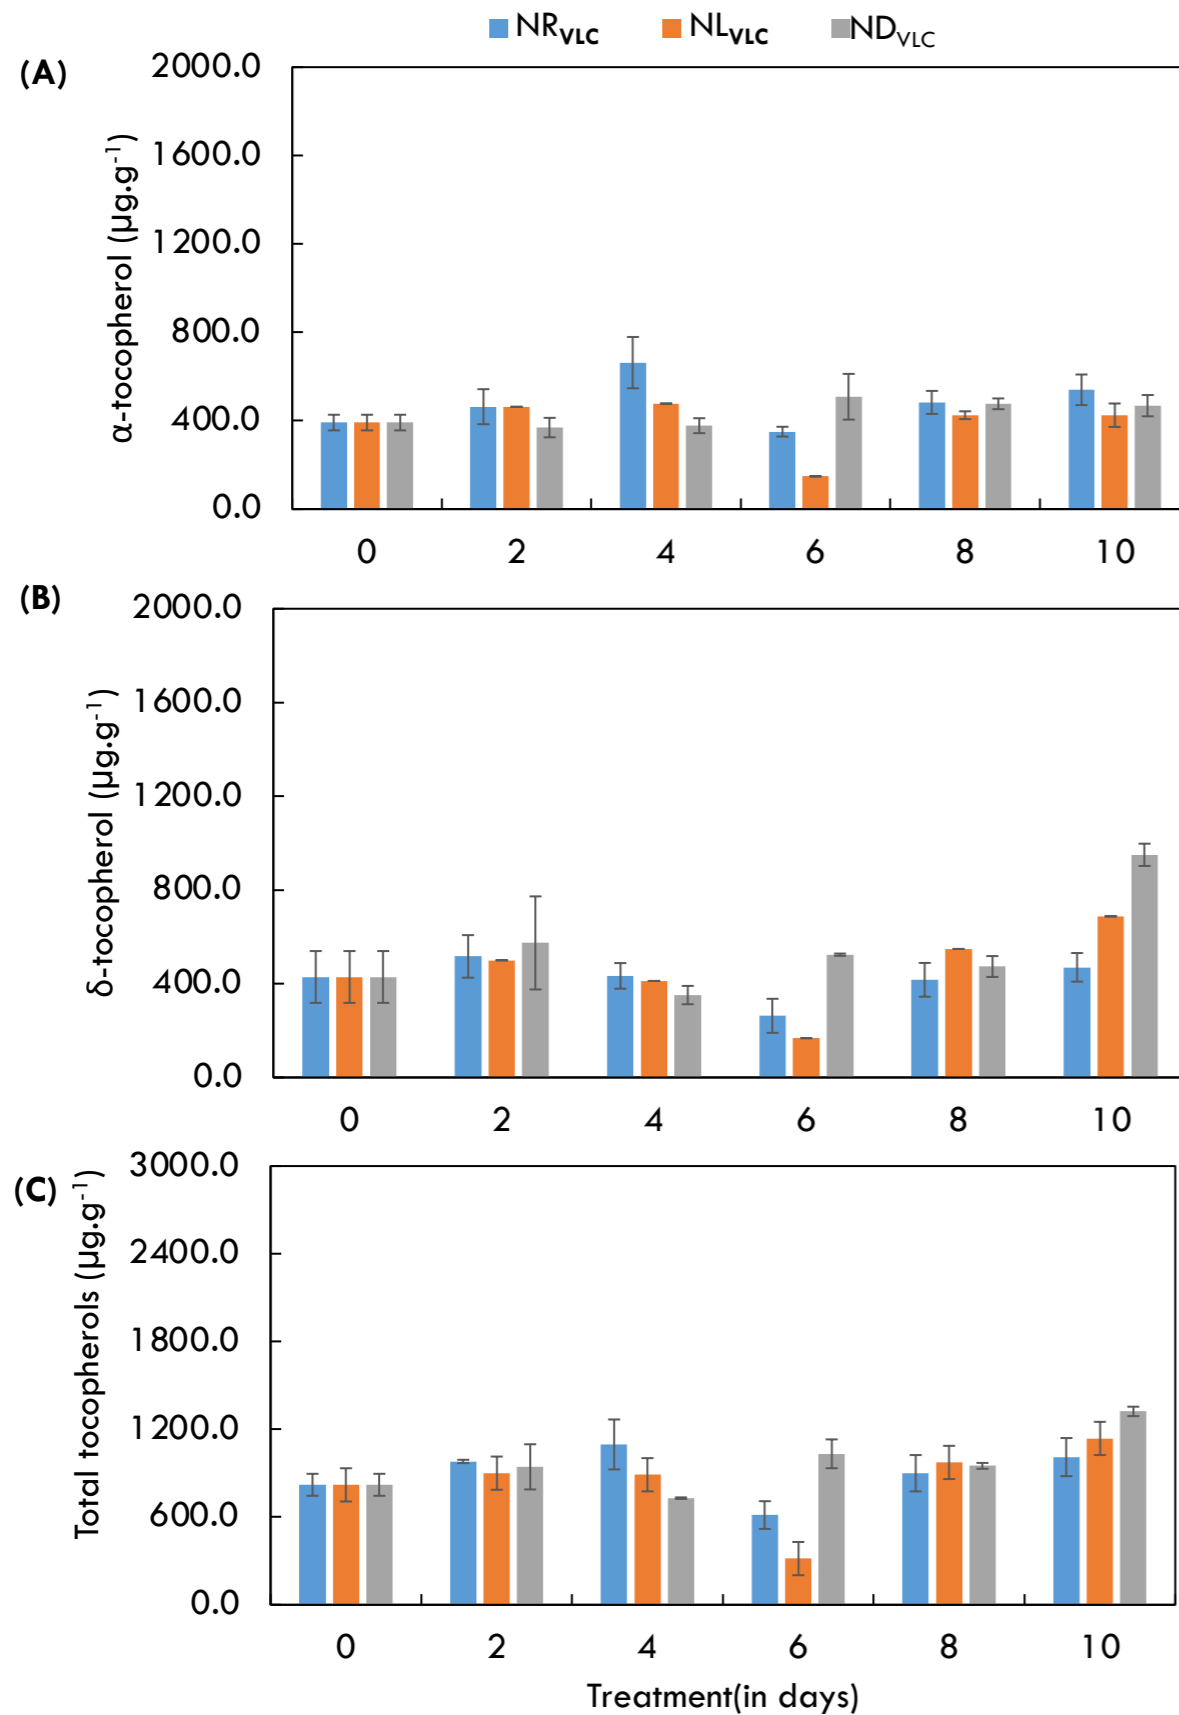 NR_VLC NL_VLC ND_VLC
(A)
α-tocopherol (µg.g⁻¹)
2000.0
1600.0
1200.0
800.0
400.0
0.0
0 2 4 6 8 10
(B)
δ-tocopherol (µg.g⁻¹)
2000.0
1600.0
1200.0
800.0
400.0
0.0
0 2 4 6 8 10
(C)
Total tocopherols (µg.g⁻¹)
3000.0
2400.0
1800.0
1200.0
600.0
0.0
0 2 4 6 8 10
Treatment(in days)